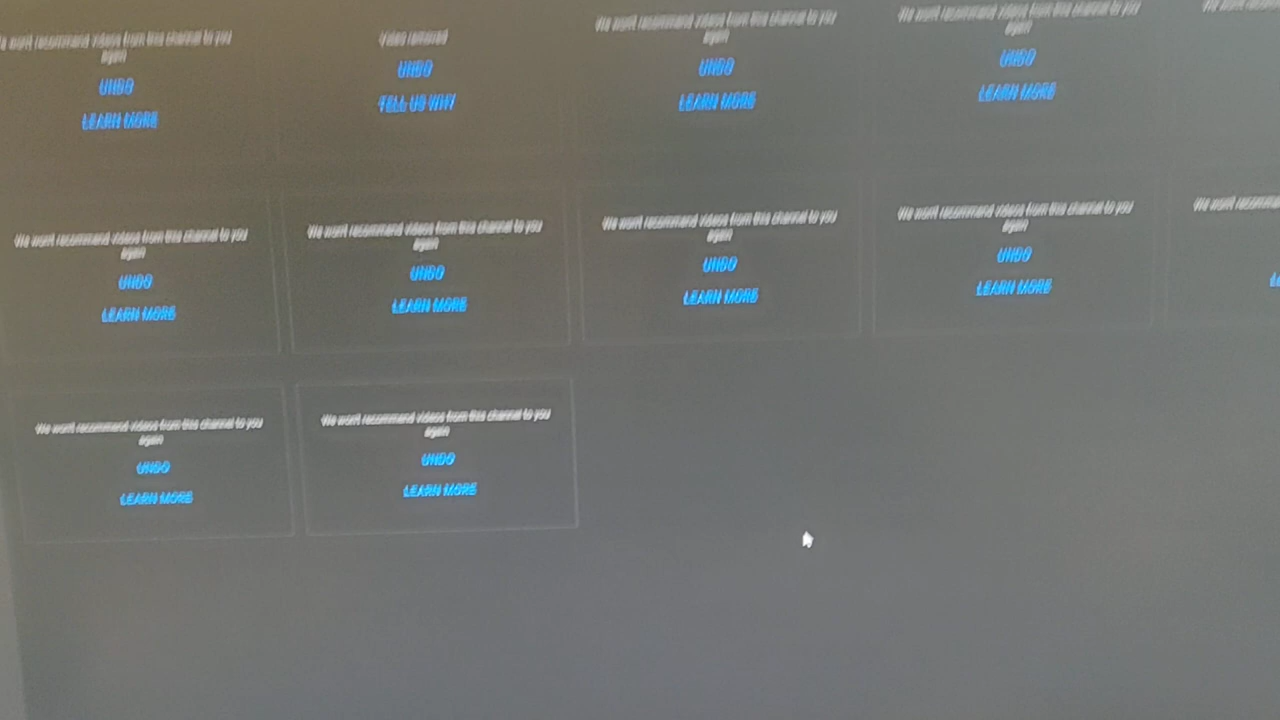 We won't recommend videos from this channel to you
again
UNDO
LEARN MORE
Video removed
UNDO
TELL US WHY
We won't recommend videos from this channel to you
again
UNDO
LEARN MORE
We won't recommend videos from this channel to you
again
UNDO
LEARN MORE
We won't recommend
We won't recommend videos from this channel to you
again
UNDO
LEARN MORE
We won't recommend videos from this channel to you
again
UNDO
LEARN MORE
We won't recommend videos from this channel to you
again
UNDO
LEARN MORE
We won't recommend videos from this channel to you
again
UNDO
LEARN MORE
We won't recommend
We won't recommend videos from this channel to you
again
UNDO
LEARN MORE
We won't recommend videos from this channel to you
again
UNDO
LEARN MORE